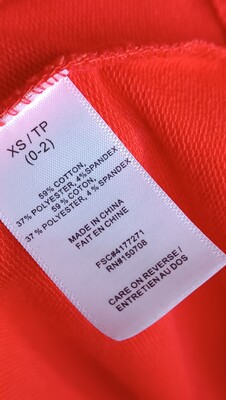 XS / TP
(0-2)
59% COTTON,
37% POLYESTER, 4% SPANDEX
59 % COTON,
37 % POLYESTER, 4 % SPANDEX
MADE IN CHINA
FAIT EN CHINE
FSC#4177271
RN#150708
CARE ON REVERSE /
ENTRETIEN AU DOS